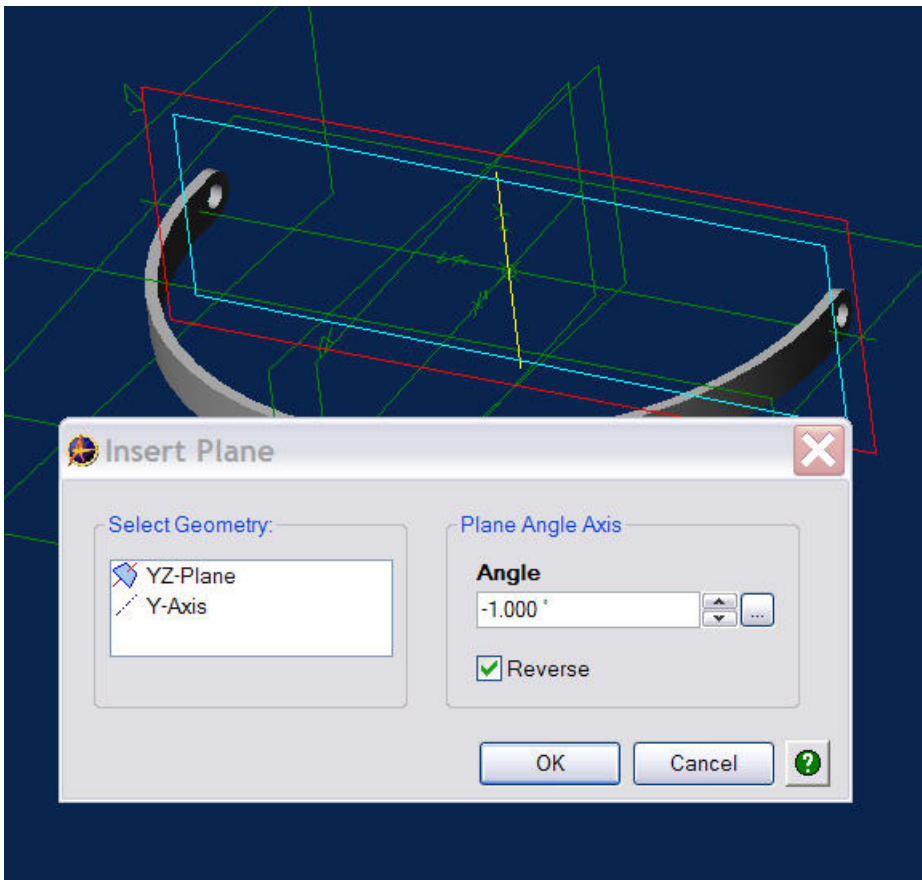 Insert Plane
Select Geometry:
YZ-Plane
Y-Axis
Plane Angle Axis
Angle
-1.000 °
...
Reverse
OK
Cancel
?